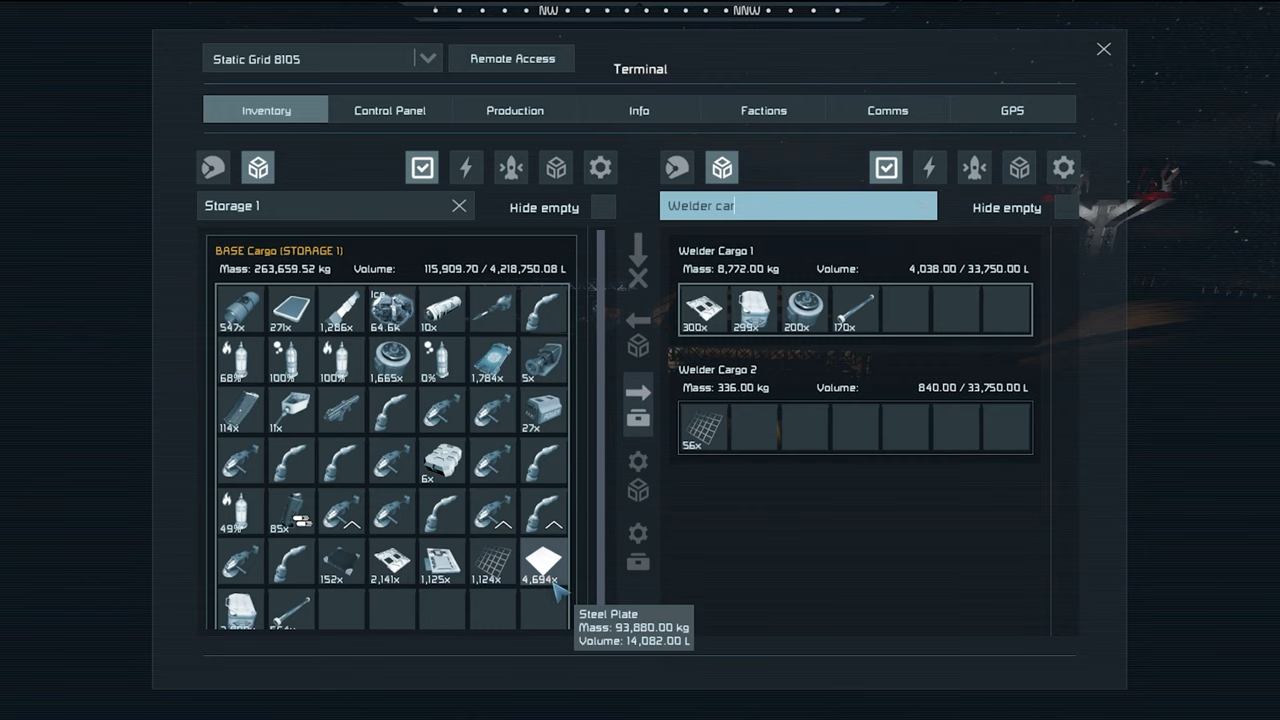 NW NNW
Static Grid 8105
Remote Access
Terminal
Inventory Control Panel Production Info Factions Comms GPS
Storage 1
Hide empty
Welder car
Hide empty
BASE Cargo (STORAGE 1)
Mass: 263,659.52 kg Volume: 115,909.70 / 4,218,750.08 L
Ice
547x 271x 1,286x 64.6k 10x
68% 100% 100% 1,665x 0% 1,784x 5x
114x 11x 27x
6x
49% 85x
152x 2,141x 1,125x 1,124x 4,694x
Steel Plate
Mass: 93,880.00 kg
Volume: 14,082.00 L
Welder Cargo 1
Mass: 8,772.00 kg Volume: 4,038.00 / 33,750.00 L
300x 299x 200x 170x
Welder Cargo 2
Mass: 336.00 kg Volume: 840.00 / 33,750.00 L
56x